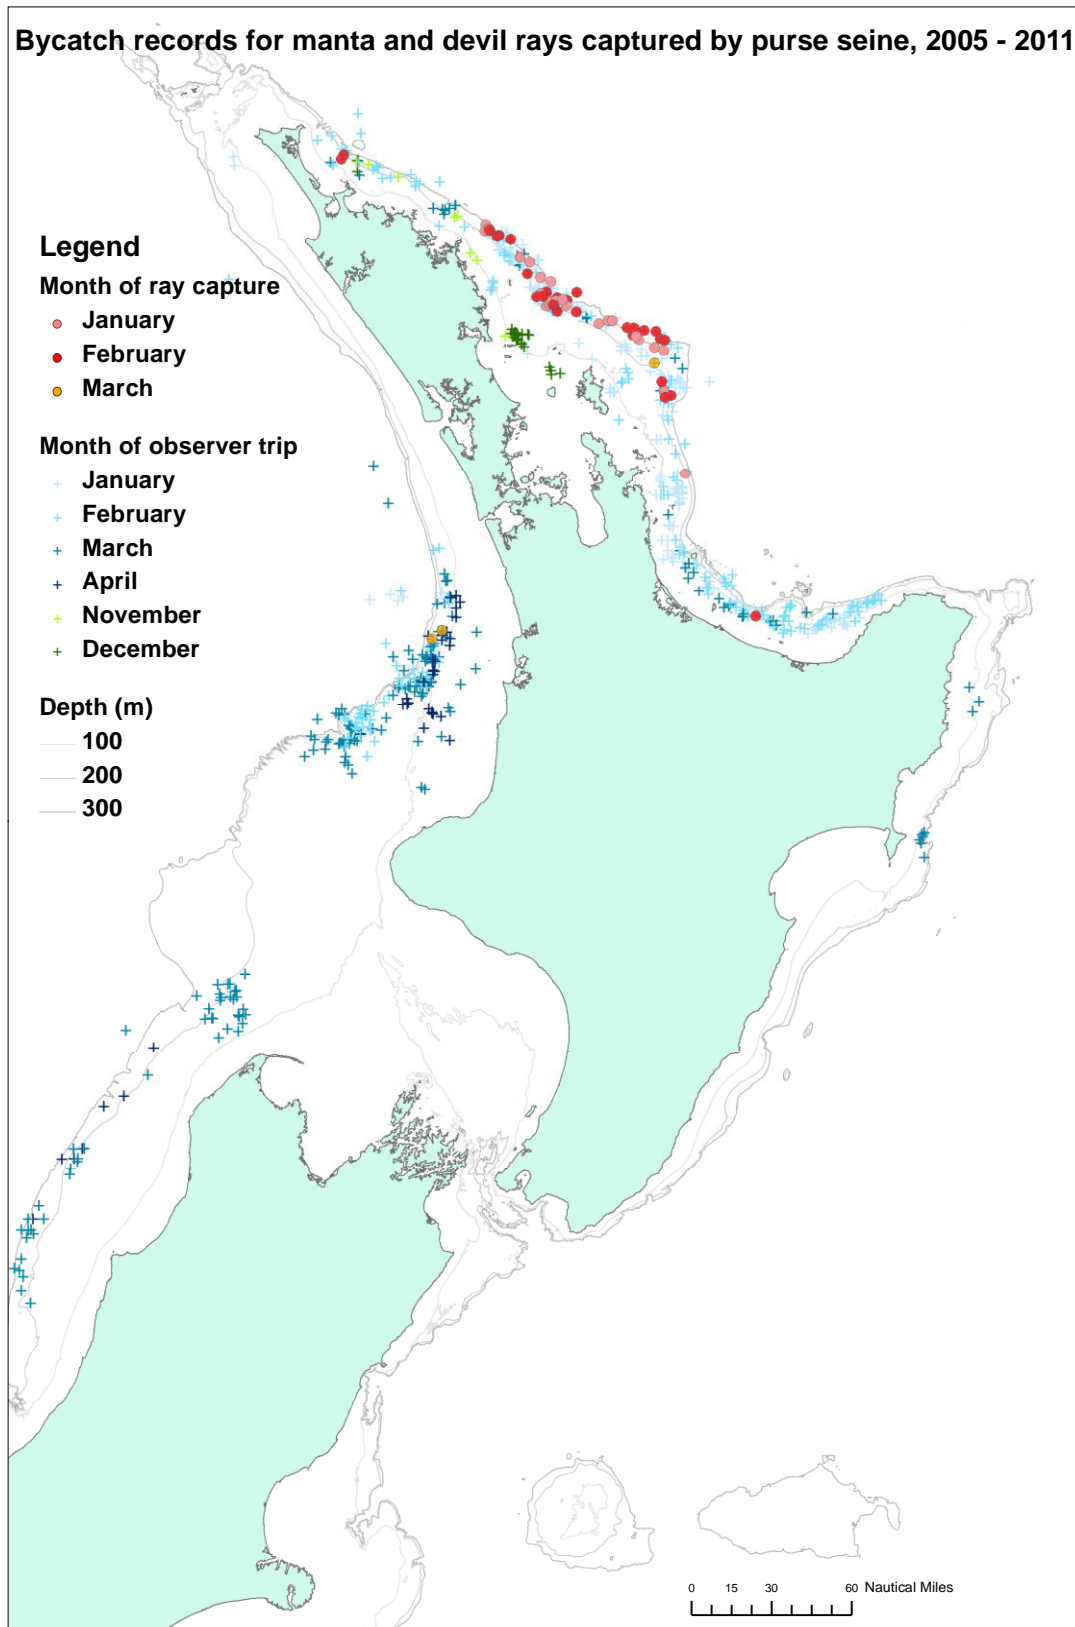 Bycatch records for manta and devil rays captured by purse seine, 2005 - 2011
Legend
Month of ray capture
January
February
March
Month of observer trip
January
February
March
April
November
December
Depth (m)
100
200
300
0 15 30 60 Nautical Miles